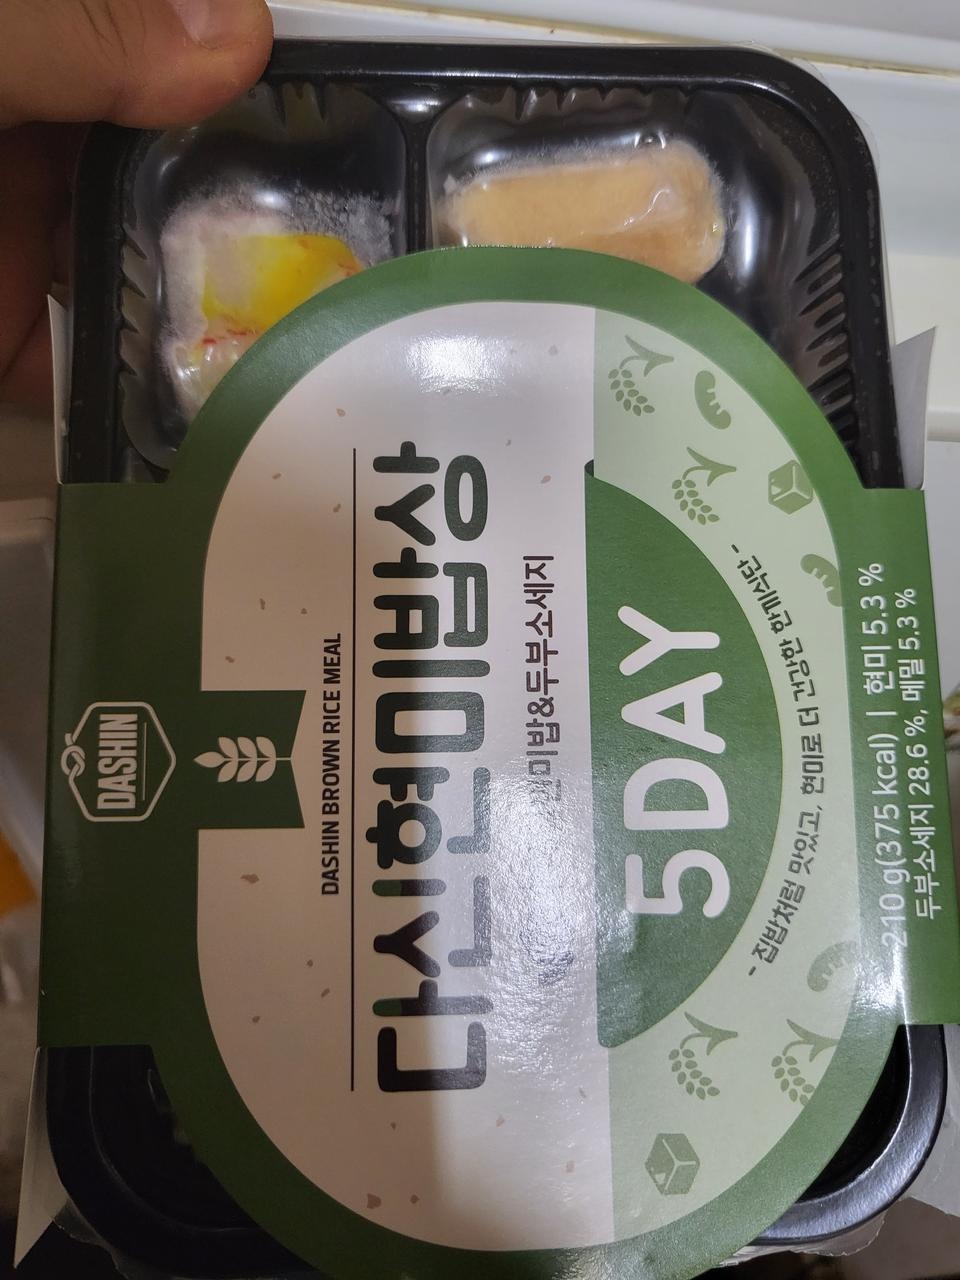 DASHIN
DASHIN BROWN RICE MEAL
다신현미밥상
현미밥&두부소세지
5DAY
- 집밥처럼 맛있고, 현미로 더 건강한 한끼식단 -
210 g(375 kcal) | 현미 5.3 %
두부소세지 28.6 %, 메밀 5.3 %